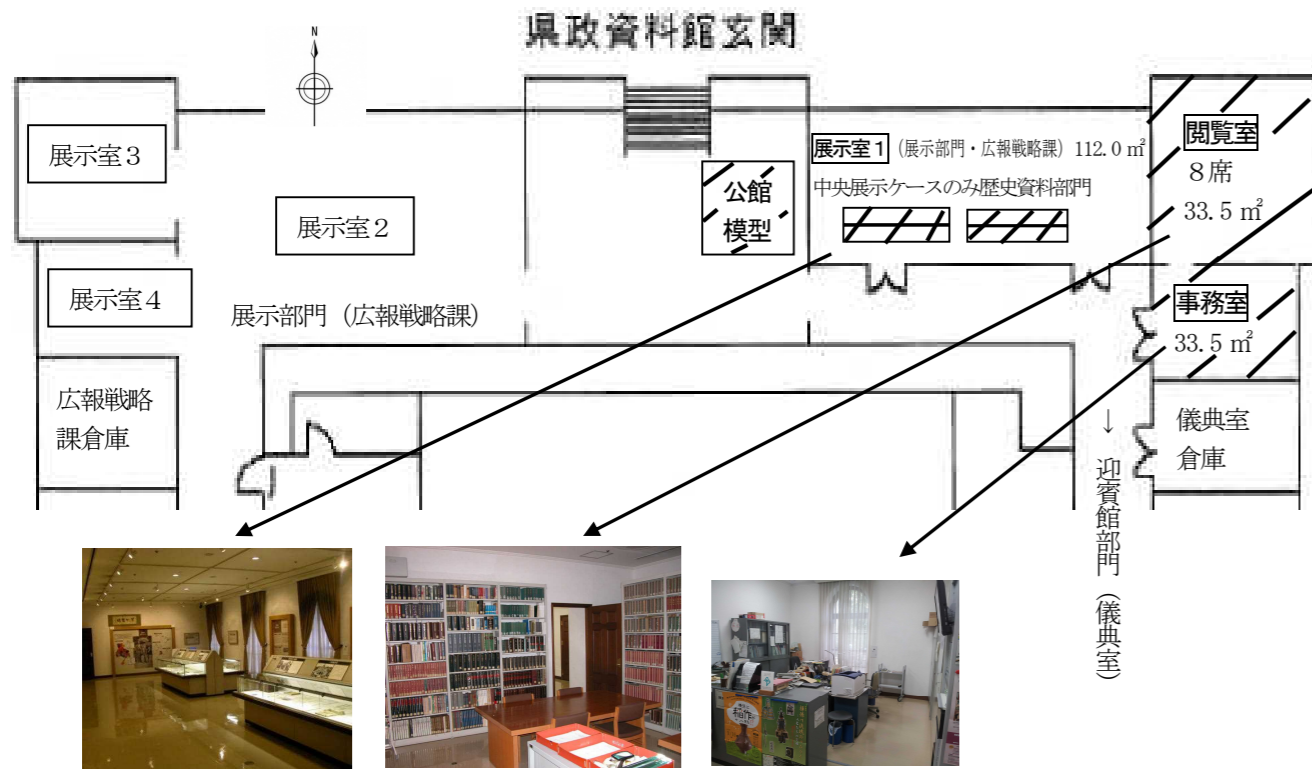 県政資料館玄関
N
展示室3
展示室2
展示室4
展示部門（広報戦略課）
広報戦略
課倉庫
公館
模型
展示室1（展示部門・広報戦略課）112.0㎡
中央展示ケースのみ歴史資料部門
閲覧室
8席
33.5㎡
事務室
33.5㎡
儀典室
倉庫
→迎賓館部門（儀典室）
稲作